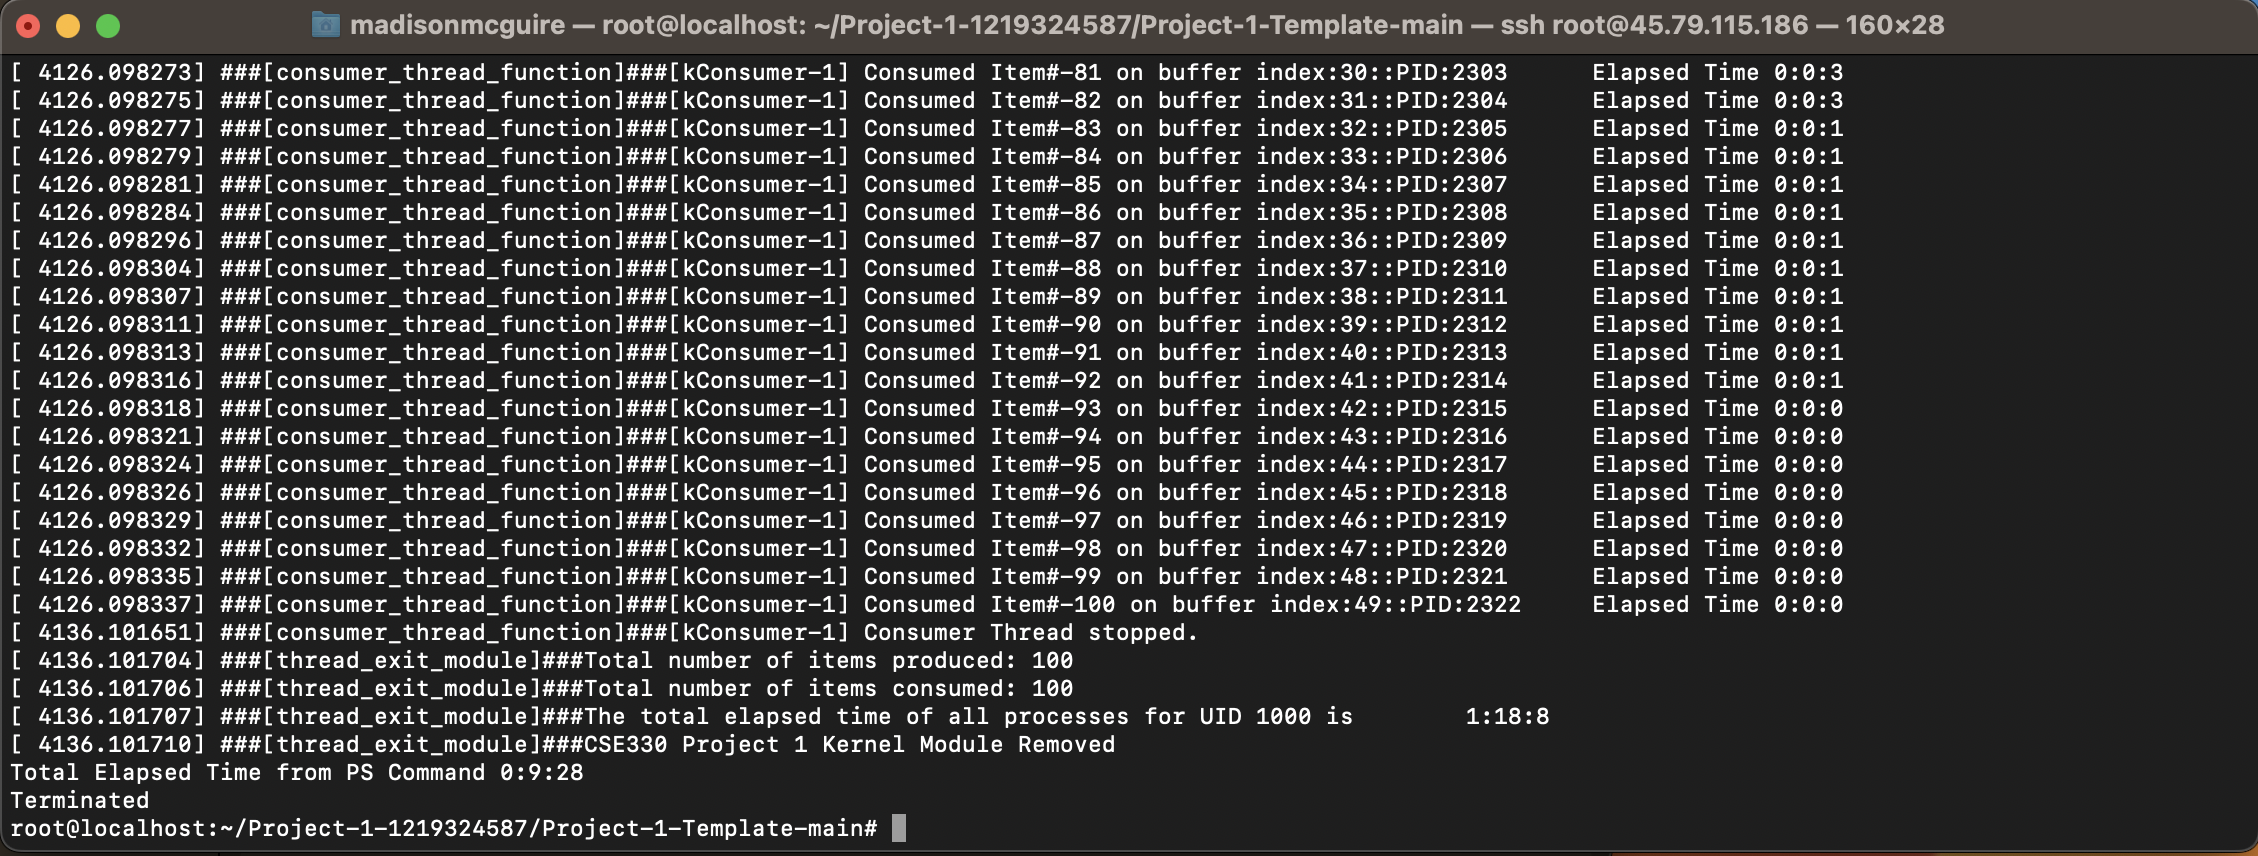 madisonmcguire — root@localhost: ~/Project-1-1219324587/Project-1-Template-main — ssh root@45.79.115.186 — 160×28
[ 4126.098273] ###[consumer_thread_function]###[kConsumer-1] Consumed Item#-81 on buffer index:30::PID:2303      Elapsed Time 0:0:3
[ 4126.098275] ###[consumer_thread_function]###[kConsumer-1] Consumed Item#-82 on buffer index:31::PID:2304      Elapsed Time 0:0:3
[ 4126.098277] ###[consumer_thread_function]###[kConsumer-1] Consumed Item#-83 on buffer index:32::PID:2305      Elapsed Time 0:0:1
[ 4126.098279] ###[consumer_thread_function]###[kConsumer-1] Consumed Item#-84 on buffer index:33::PID:2306      Elapsed Time 0:0:1
[ 4126.098281] ###[consumer_thread_function]###[kConsumer-1] Consumed Item#-85 on buffer index:34::PID:2307      Elapsed Time 0:0:1
[ 4126.098284] ###[consumer_thread_function]###[kConsumer-1] Consumed Item#-86 on buffer index:35::PID:2308      Elapsed Time 0:0:1
[ 4126.098296] ###[consumer_thread_function]###[kConsumer-1] Consumed Item#-87 on buffer index:36::PID:2309      Elapsed Time 0:0:1
[ 4126.098304] ###[consumer_thread_function]###[kConsumer-1] Consumed Item#-88 on buffer index:37::PID:2310      Elapsed Time 0:0:1
[ 4126.098307] ###[consumer_thread_function]###[kConsumer-1] Consumed Item#-89 on buffer index:38::PID:2311      Elapsed Time 0:0:1
[ 4126.098311] ###[consumer_thread_function]###[kConsumer-1] Consumed Item#-90 on buffer index:39::PID:2312      Elapsed Time 0:0:1
[ 4126.098313] ###[consumer_thread_function]###[kConsumer-1] Consumed Item#-91 on buffer index:40::PID:2313      Elapsed Time 0:0:1
[ 4126.098316] ###[consumer_thread_function]###[kConsumer-1] Consumed Item#-92 on buffer index:41::PID:2314      Elapsed Time 0:0:1
[ 4126.098318] ###[consumer_thread_function]###[kConsumer-1] Consumed Item#-93 on buffer index:42::PID:2315      Elapsed Time 0:0:0
[ 4126.098321] ###[consumer_thread_function]###[kConsumer-1] Consumed Item#-94 on buffer index:43::PID:2316      Elapsed Time 0:0:0
[ 4126.098324] ###[consumer_thread_function]###[kConsumer-1] Consumed Item#-95 on buffer index:44::PID:2317      Elapsed Time 0:0:0
[ 4126.098326] ###[consumer_thread_function]###[kConsumer-1] Consumed Item#-96 on buffer index:45::PID:2318      Elapsed Time 0:0:0
[ 4126.098329] ###[consumer_thread_function]###[kConsumer-1] Consumed Item#-97 on buffer index:46::PID:2319      Elapsed Time 0:0:0
[ 4126.098332] ###[consumer_thread_function]###[kConsumer-1] Consumed Item#-98 on buffer index:47::PID:2320      Elapsed Time 0:0:0
[ 4126.098335] ###[consumer_thread_function]###[kConsumer-1] Consumed Item#-99 on buffer index:48::PID:2321      Elapsed Time 0:0:0
[ 4126.098337] ###[consumer_thread_function]###[kConsumer-1] Consumed Item#-100 on buffer index:49::PID:2322     Elapsed Time 0:0:0
[ 4136.101651] ###[consumer_thread_function]###[kConsumer-1] Consumer Thread stopped.
[ 4136.101704] ###[thread_exit_module]###Total number of items produced: 100
[ 4136.101706] ###[thread_exit_module]###Total number of items consumed: 100
[ 4136.101707] ###[thread_exit_module]###The total elapsed time of all processes for UID 1000 is        1:18:8
[ 4136.101710] ###[thread_exit_module]###CSE330 Project 1 Kernel Module Removed
Total Elapsed Time from PS Command 0:9:28
Terminated
root@localhost:~/Project-1-1219324587/Project-1-Template-main#